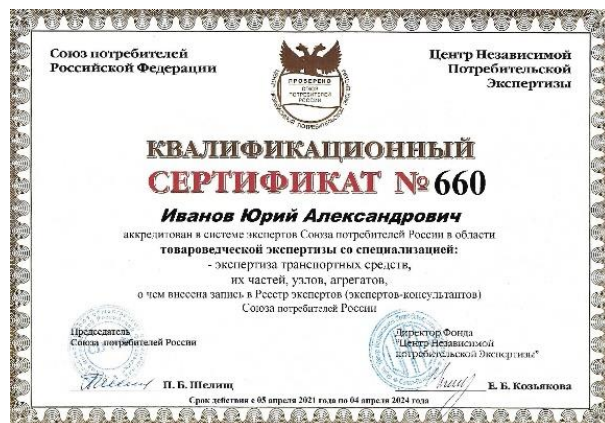 Союз потребителей
Российской Федерации
Центр Независимой
Потребительской
Экспертизы
ПРОВЕРЕНО
СОЮЗ
ПОТРЕБИТЕЛЕЙ
РОССИИ
КВАЛИФИКАЦИОННЫЙ
СЕРТИФИКАТ № 660
Иванов Юрий Александрович
аккредитован в системе экспертов Союза потребителей России в области
товароведческой экспертизы со специализацией:
- экспертиза транспортных средств,
их частей, узлов, агрегатов,
о чем внесена запись в Реестр экспертов (экспертов-консультантов)
Союза потребителей России
Председатель
Союза потребителей России
П. Б. Шелищ
Директор Фонда
"Центр Независимой
потребительской Экспертизы"
Е. Б. Козьякова
Срок действия с 05 апреля 2021 года по 04 апреля 2024 года